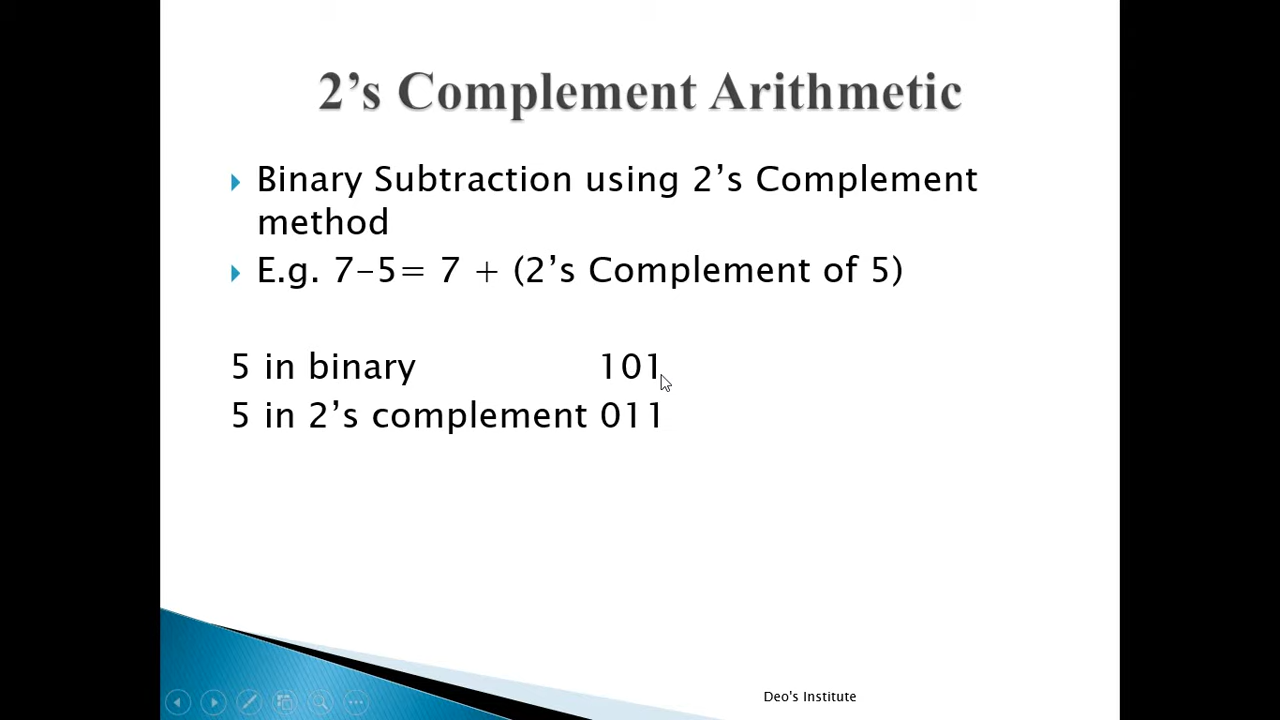 2’s Complement Arithmetic
Binary Subtraction using 2’s Complement
method
E.g. 7-5= 7 + (2’s Complement of 5)
5 in binary 101
5 in 2’s complement 011
Deo's Institute